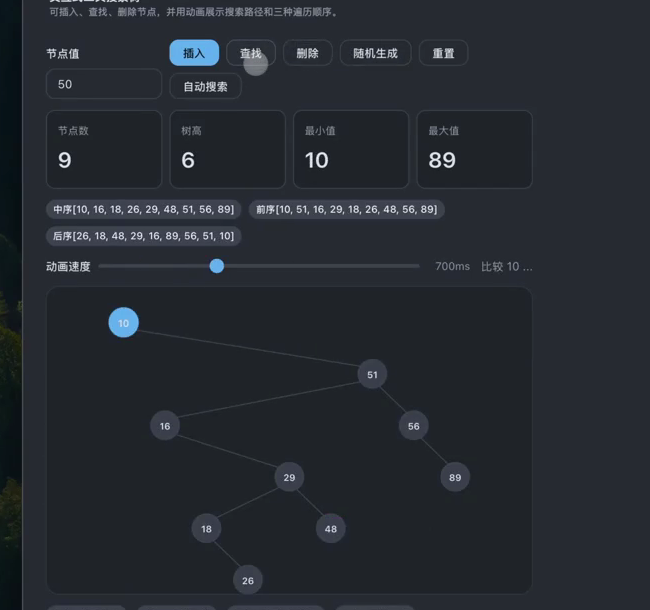 可插入、查找、删除节点，并用动画展示搜索路径和三种遍历顺序。
节点值
插入 查找 删除 随机生成 重置
50
自动搜索
节点数 树高 最小值 最大值
9 6 10 89
中序[10, 16, 18, 26, 29, 48, 51, 56, 89] 前序[10, 51, 16, 29, 18, 26, 48, 56, 89]
后序[26, 18, 48, 29, 16, 89, 56, 51, 10]
动画速度 700ms 比较 10 ...
10
51
16 56
29 89
18 48
26